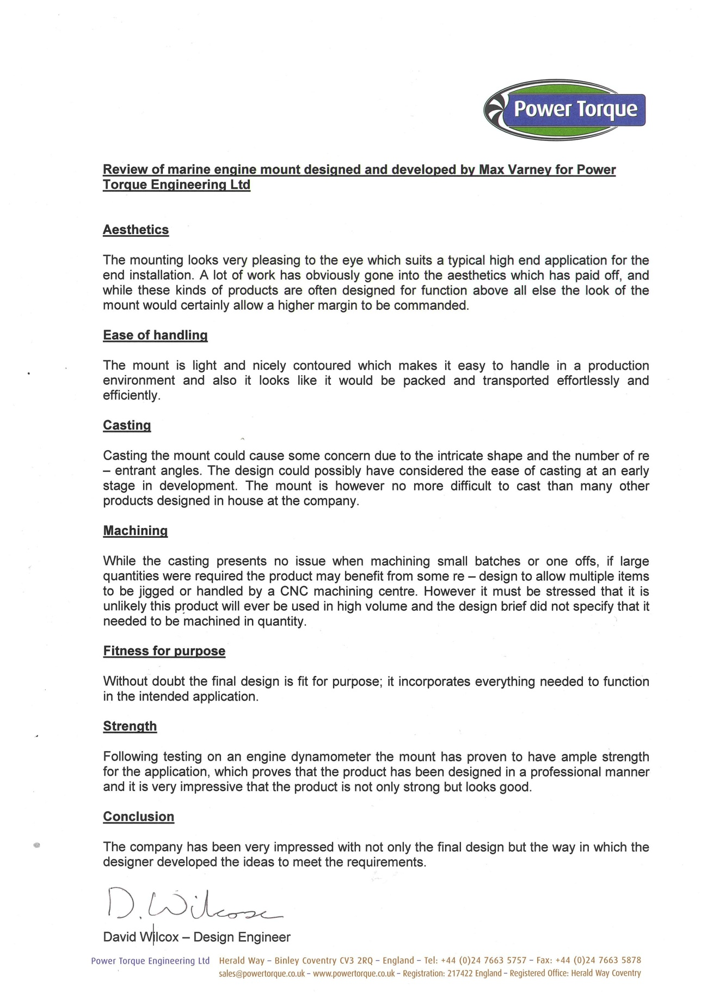 Power Torque
Review of marine engine mount designed and developed by Max Varney for Power
Torque Engineering Ltd
Aesthetics
The mounting looks very pleasing to the eye which suits a typical high end application for the
end installation. A lot of work has obviously gone into the aesthetics which has paid off, and
while these kinds of products are often designed for function above all else the look of the
mount would certainly allow a higher margin to be commanded.
Ease of handling
The mount is light and nicely contoured which makes it easy to handle in a production
environment and also it looks like it would be packed and transported effortlessly and
efficiently.
Casting
Casting the mount could cause some concern due to the intricate shape and the number of re
– entrant angles. The design could possibly have considered the ease of casting at an early
stage in development. The mount is however no more difficult to cast than many other
products designed in house at the company.
Machining
While the casting presents no issue when machining small batches or one offs, if large
quantities were required the product may benefit from some re – design to allow multiple items
to be jigged or handled by a CNC machining centre. However it must be stressed that it is
unlikely this product will ever be used in high volume and the design brief did not specify that it
needed to be machined in quantity.
Fitness for purpose
Without doubt the final design is fit for purpose; it incorporates everything needed to function
in the intended application.
Strength
Following testing on an engine dynamometer the mount has proven to have ample strength
for the application, which proves that the product has been designed in a professional manner
and it is very impressive that the product is not only strong but looks good.
Conclusion
The company has been very impressed with not only the final design but the way in which the
designer developed the ideas to meet the requirements.
D. Wilcox
David Wilcox – Design Engineer
Power Torque Engineering Ltd Herald Way – Binley Coventry CV3 2RQ – England – Tel: +44 (0)24 7663 5757 – Fax: +44 (0)24 7663 5878
sales@powertorque.co.uk – www.powertorque.co.uk – Registration: 217422 England – Registered Office: Herald Way Coventry